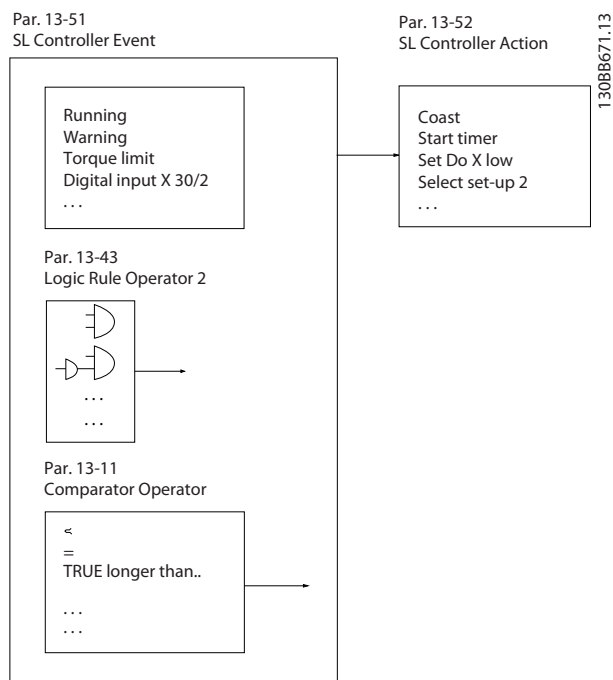 Par. 13-51
SL Controller Event
Par. 13-52
SL Controller Action
130BB671.13
Running
Warning
Torque limit
Digital input X 30/2
. . .
Coast
Start timer
Set Do X low
Select set-up 2
. . .
Par. 13-43
Logic Rule Operator 2
. . .
. . .
Par. 13-11
Comparator Operator
<
=
TRUE longer than..
. . .
. . .